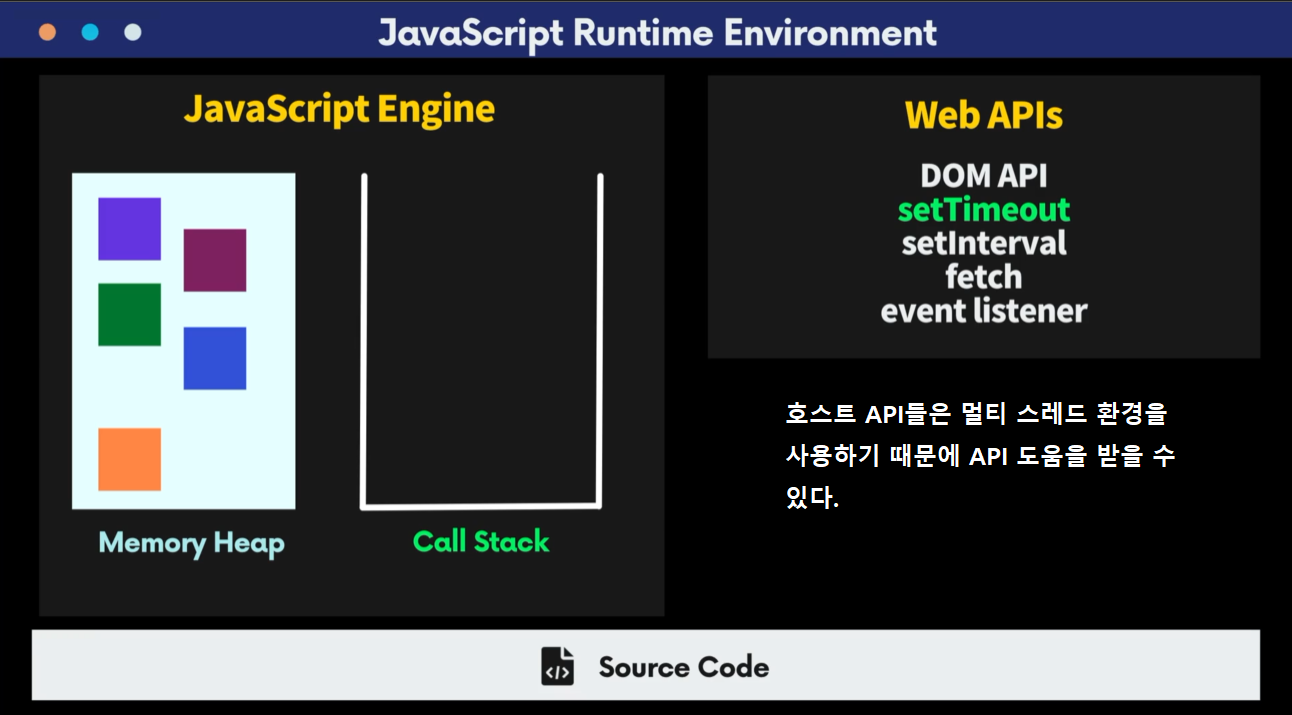 JavaScript Runtime Environment
JavaScript Engine
Memory Heap
Call Stack
Web APIs
DOM API
setTimeout
setInterval
fetch
event listener
호스트 API들은 멀티 스레드 환경을
사용하기 때문에 API 도움을 받을 수
있다.
</> Source Code